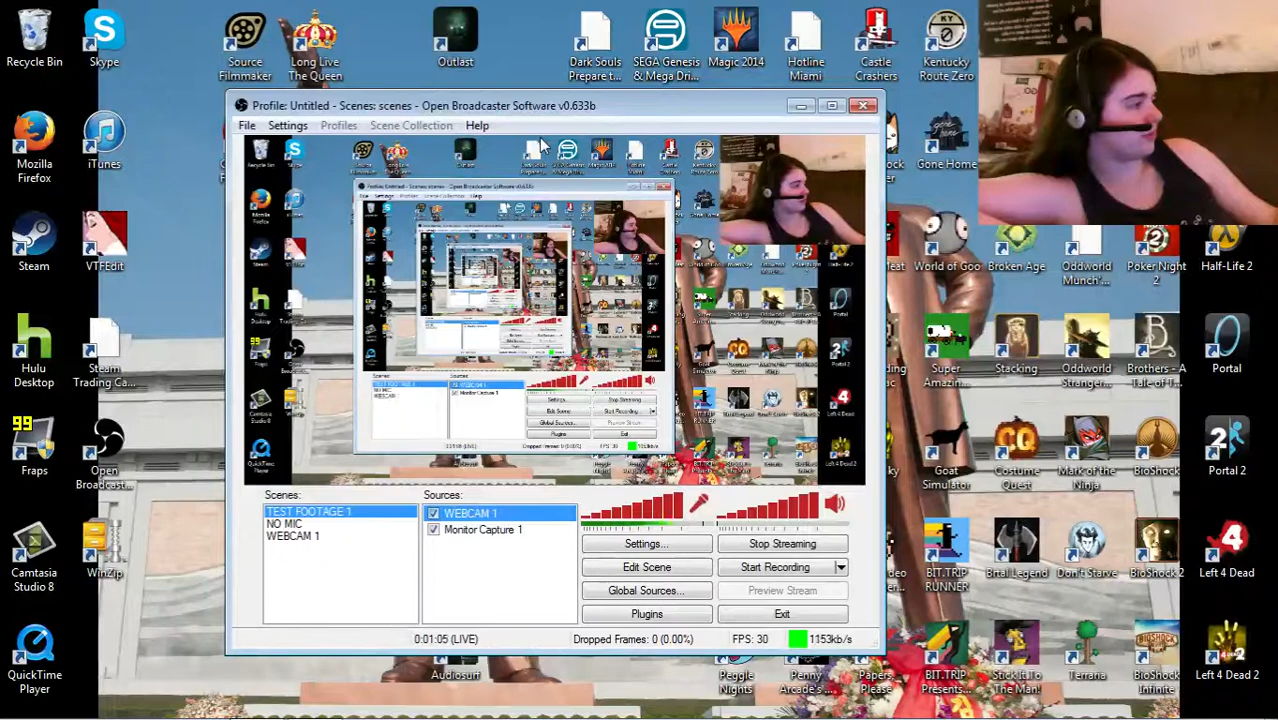 Recycle Bin
Skype
Source Filmmaker
Long Live The Queen
Outlast
Dark Souls Prepare t...
SEGA Genesis & Mega Dri...
Magic 2014
Hotline Miami
Castle Crashers
KY
Kentucky Route Zero
Profile: Untitled - Scenes: scenes - Open Broadcaster Software v0.633b
File Settings Profiles Scene Collection Help
Mozilla Firefox
iTunes
Gone Home
Steam
VTFEdit
World of Goo
Broken Age
Oddworld Munch'...
Poker Night 2
Half-Life 2
Hulu Desktop
Steam Trading Ca...
Super Amazin...
Stacking
Oddworld Stranger...
Brothers - A Tale of T...
Portal
99
Fraps
Open Broadcast...
Goat Simulator
Costume Quest
Mark of the Ninja
BioShock
Portal 2
Scenes:
TEST FOOTAGE 1
NO MIC
WEBCAM 1
Sources:
WEBCAM 1
Monitor Capture 1
Settings...
Stop Streaming
Edit Scene
Start Recording
Global Sources...
Preview Stream
Plugins
Exit
0:01:05 (LIVE)
Dropped Frames: 0 (0.00%)
FPS: 30
1153kb/s
Camtasia Studio 8
WinZip
BIT.TRIP RUNNER
Brtal Legend
Don't Starve
BioShock 2
Left 4 Dead
QuickTime Player
Audiosurf
Peggle Nights
Penny Arcade's...
Papers, Please
BIT.TRIP Presents...
Stick It To The Man!
Terraria
BioShock Infinite
Left 4 Dead 2